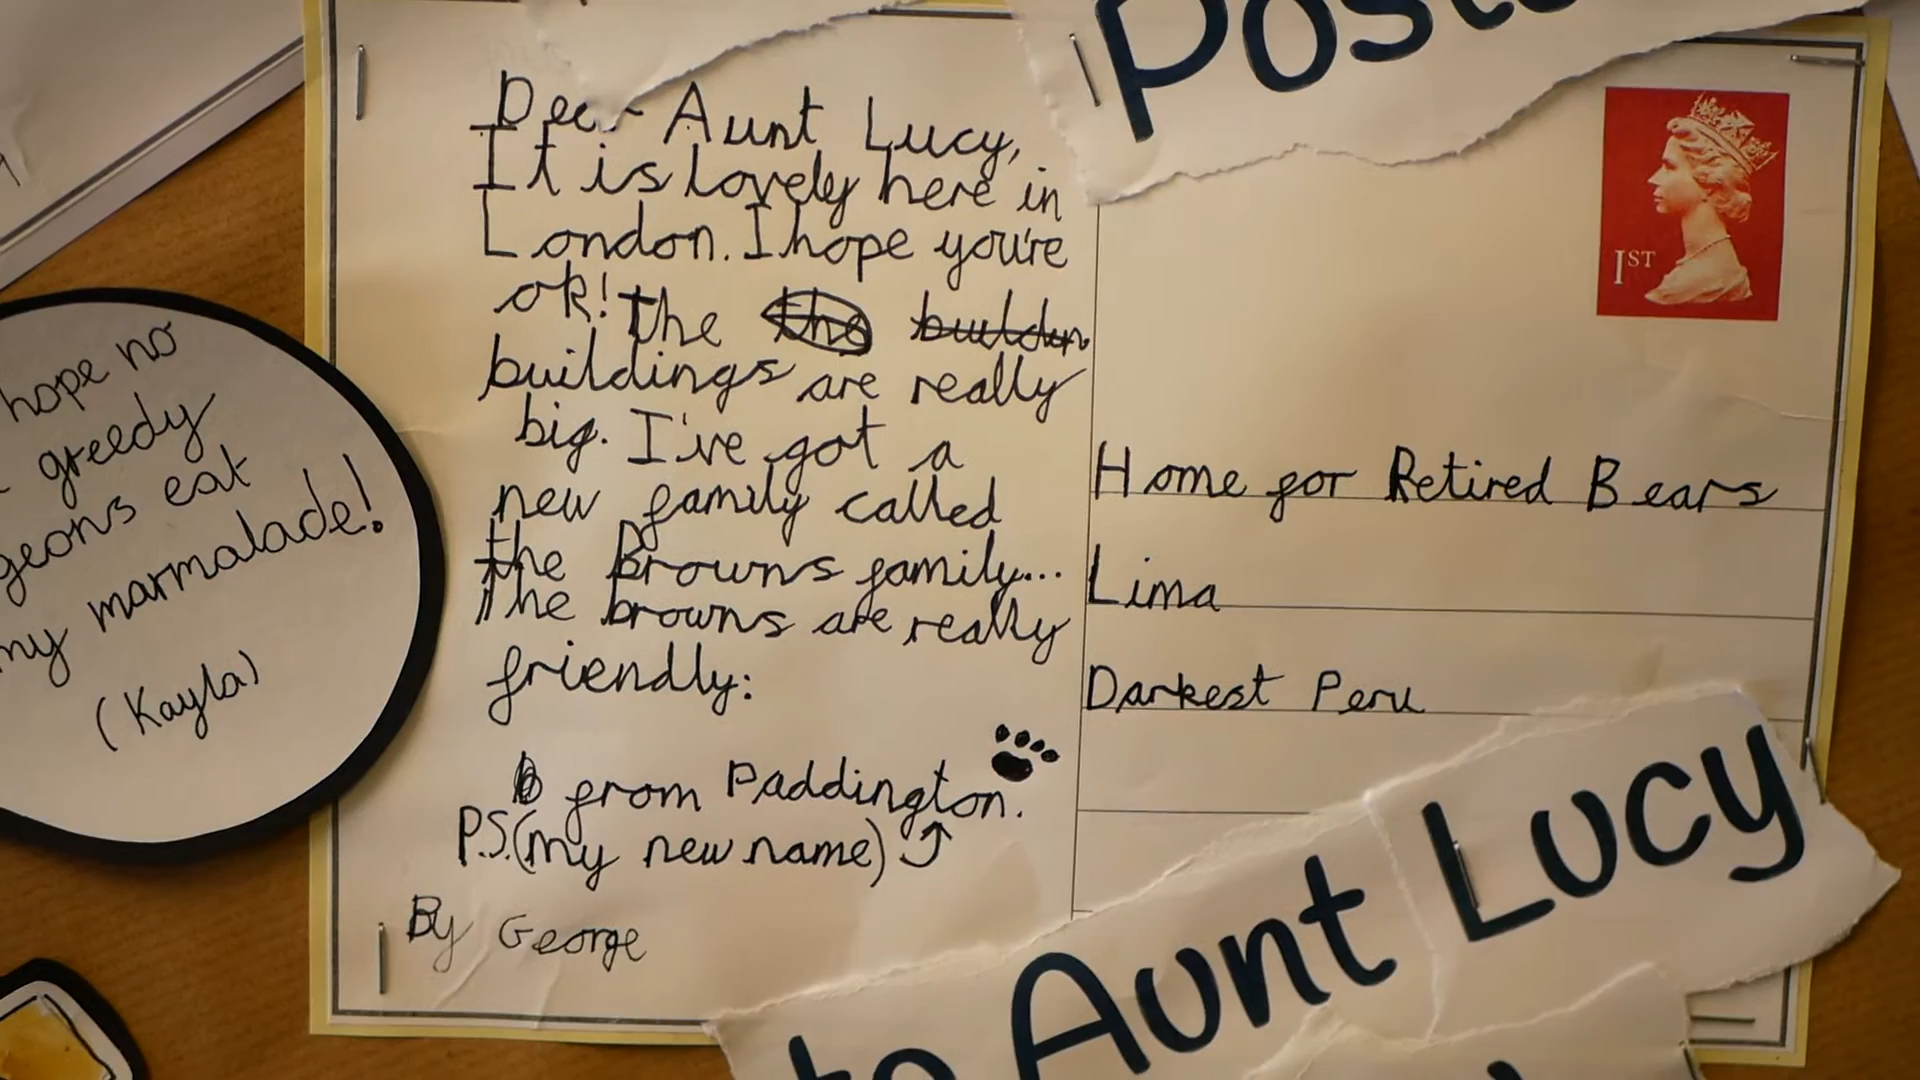 Dear Aunt Lucy,
It is lovely here in
London. I hope you're
ok! The the buildin
buildings are really
big. I've got a
new family called
the Browns family...
The browns are really
friendly:
from Paddington.
P.S. (my new name)
By George
1ST
Home for Retired Bears
Lima
Darkest Peru
hope no
greedy
geons eat
my marmalade!
(Kayla)
Post
to Aunt Lucy